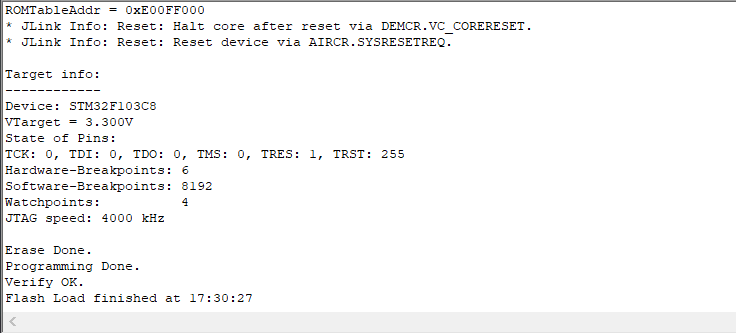 ROMTableAddr = 0xE00FF000
* JLink Info: Reset: Halt core after reset via DEMCR.VC_CORERESET.
* JLink Info: Reset: Reset device via AIRCR.SYSRESETREQ.
Target info:
------------
Device: STM32F103C8
VTarget = 3.300V
State of Pins:
TCK: 0, TDI: 0, TDO: 0, TMS: 0, TRES: 1, TRST: 255
Hardware-Breakpoints: 6
Software-Breakpoints: 8192
Watchpoints:          4
JTAG speed: 4000 kHz
Erase Done.
Programming Done.
Verify OK.
Flash Load finished at 17:30:27